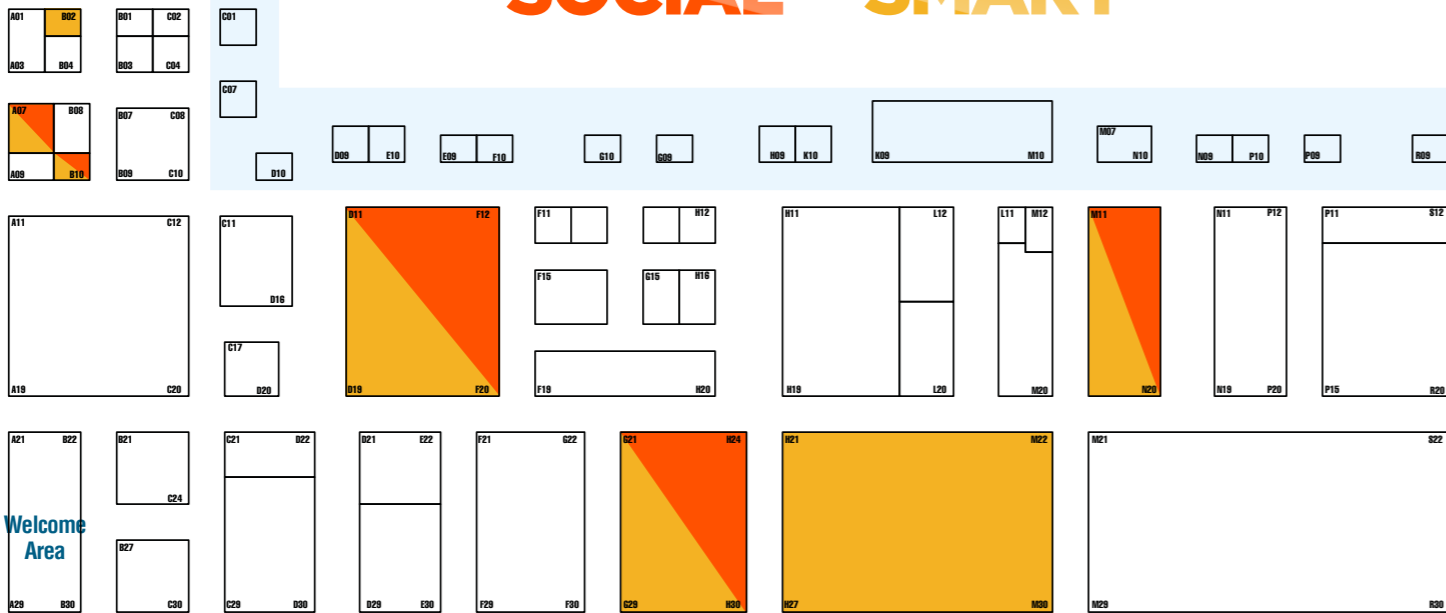 SOCIAL SMART
A01 B02 B01 C02 C01
A03 B04 B03 C04
C07
A07 B08 B07 C08
M07
A09 B10 B09 C10 D10 D09 E10 E09 F10 G10 G09 H09 K10 K09 M10 N10 N09 P10 P09 R09
A11 C12 C11 D11 F12 F11 H12 H11 L12 L11 M12 M11 N11 P12 P11 S12
F15 G15 H16
D16
C17
A19 C20 D20 D19 F20 F19 H20 H19 L20 M20 N20 N19 P20 P15 R20
A21 B22 B21 C21 D22 D21 E22 F21 G22 G21 H24 H21 M22 M21 S22
C24
Welcome
Area
B27
A29 B30 C30 C29 D30 D29 E30 F29 F30 G29 H30 H27 M30 M29 R30